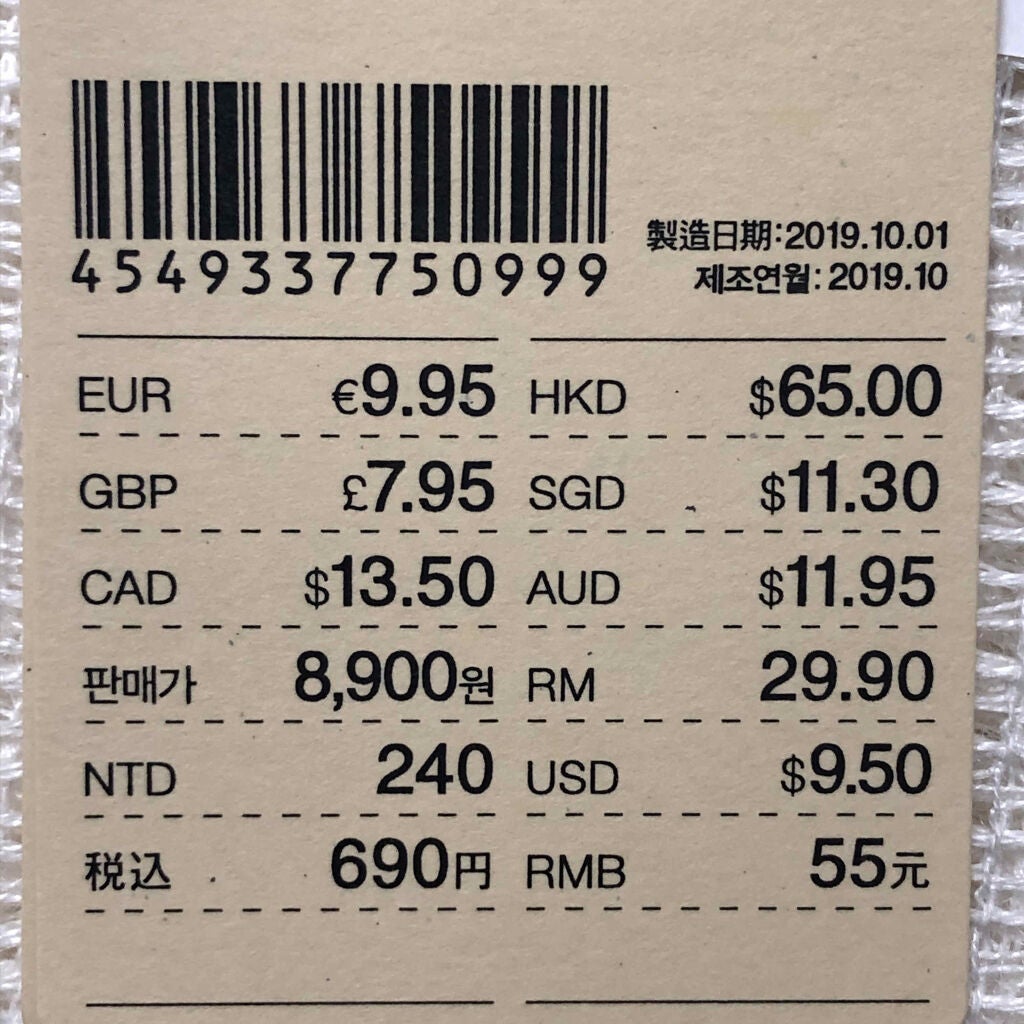 4549337750999
製造日期:2019.10.01
제조연월: 2019.10
EUR €9.95 HKD $65.00
GBP £7.95 SGD $11.30
CAD $13.50 AUD $11.95
판매가 8,900원 RM 29.90
NTD 240 USD $9.50
税込 690円 RMB 55元